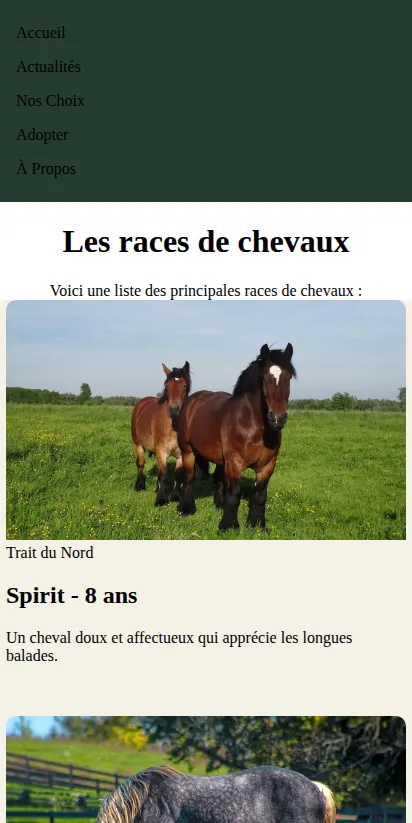 Accueil
Actualités
Nos Choix
Adopter
À Propos
Les races de chevaux
Voici une liste des principales races de chevaux :
Trait du Nord
Spirit - 8 ans
Un cheval doux et affectueux qui apprécie les longues
balades.